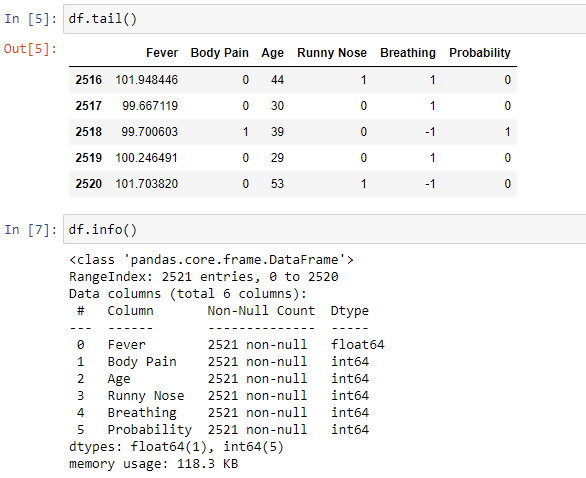 In [5]: df.tail()
Out[5]:
Fever Body Pain Age Runny Nose Breathing Probability
2516 101.948446 0 44 1 1 0
2517 99.667119 0 30 0 1 0
2518 99.700603 1 39 0 -1 1
2519 100.246491 0 29 0 1 0
2520 101.703820 0 53 1 -1 0
In [7]: df.info()
<class 'pandas.core.frame.DataFrame'>
RangeIndex: 2521 entries, 0 to 2520
Data columns (total 6 columns):
 #   Column       Non-Null Count  Dtype
---  ------       --------------  -----
 0   Fever        2521 non-null   float64
 1   Body Pain    2521 non-null   int64
 2   Age          2521 non-null   int64
 3   Runny Nose   2521 non-null   int64
 4   Breathing    2521 non-null   int64
 5   Probability  2521 non-null   int64
dtypes: float64(1), int64(5)
memory usage: 118.3 KB